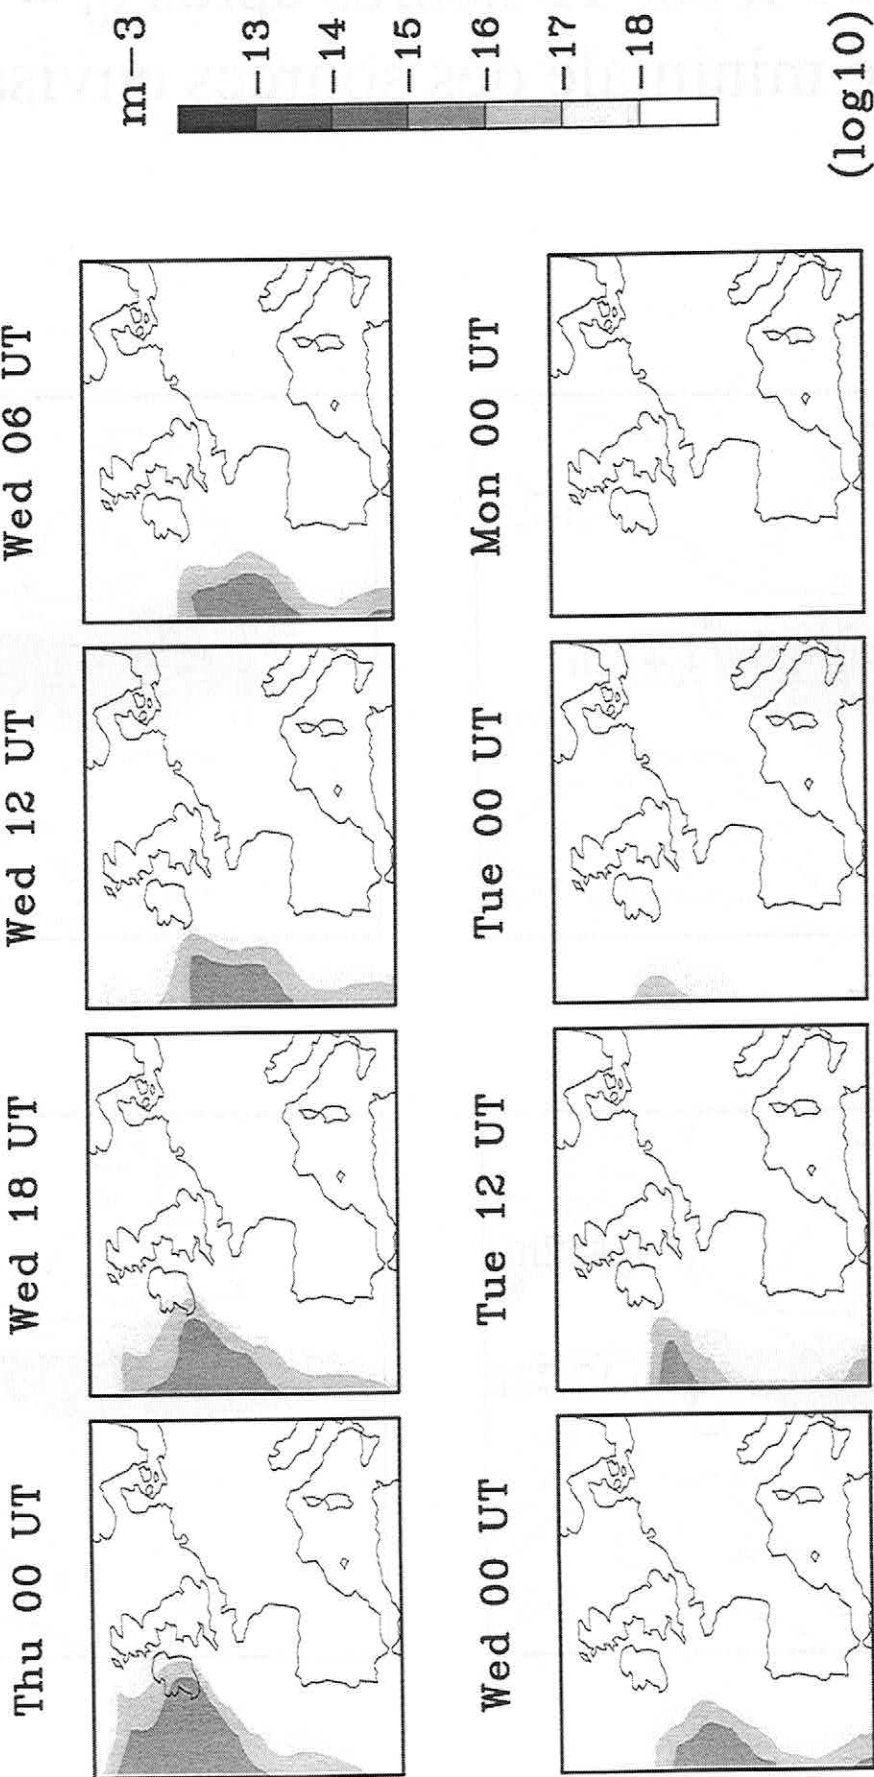 Thu 00 UT
Wed 18 UT
Wed 12 UT
Wed 06 UT
Wed 00 UT
Tue 12 UT
Tue 00 UT
Mon 00 UT
m-3
-13
-14
-15
-16
-17
-18
(log10)